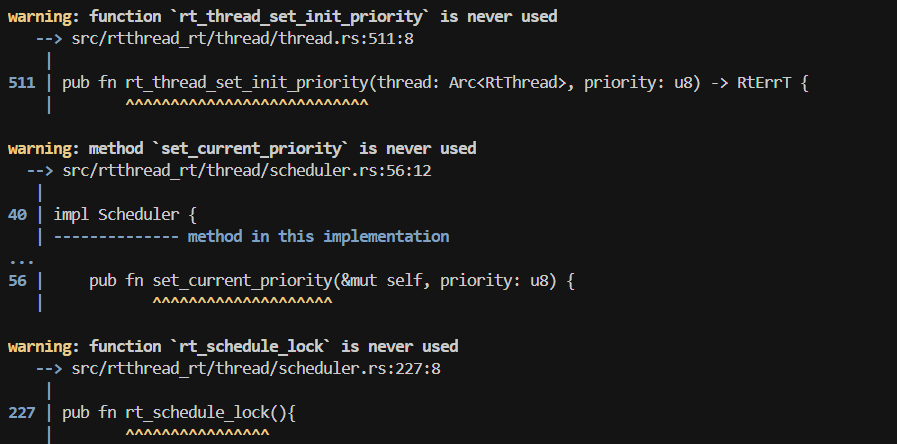 warning: function `rt_thread_set_init_priority` is never used
   --> src/rtthread_rt/thread/thread.rs:511:8
    |
511 | pub fn rt_thread_set_init_priority(thread: Arc<RtThread>, priority: u8) -> RtErrT {
    |        ^^^^^^^^^^^^^^^^^^^^^^^^^^^
warning: method `set_current_priority` is never used
  --> src/rtthread_rt/thread/scheduler.rs:56:12
   |
40 | impl Scheduler {
   | -------------- method in this implementation
...
56 |     pub fn set_current_priority(&mut self, priority: u8) {
   |            ^^^^^^^^^^^^^^^^^^^^
warning: function `rt_schedule_lock` is never used
   --> src/rtthread_rt/thread/scheduler.rs:227:8
    |
227 | pub fn rt_schedule_lock(){
    |        ^^^^^^^^^^^^^^^^